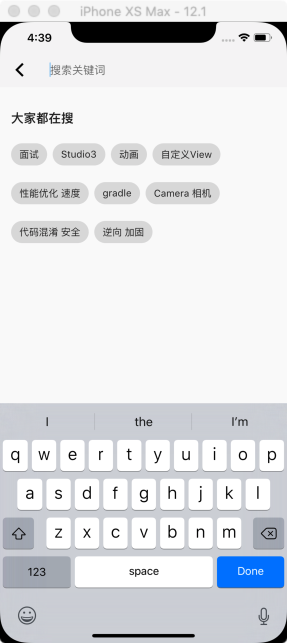 iPhone XS Max - 12.1
4:39
搜索关键词
大家都在搜
面试 Studio3 动画 自定义View
性能优化 速度 gradle Camera 相机
代码混淆 安全 逆向 加固
I the I'm
q w e r t y u i o p
a s d f g h j k l
z x c v b n m
123 space Done